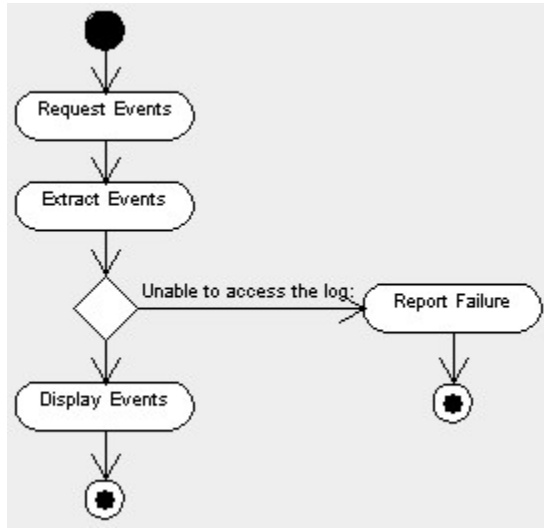 Request Events
Extract Events
Unable to access the log:
Report Failure
Display Events